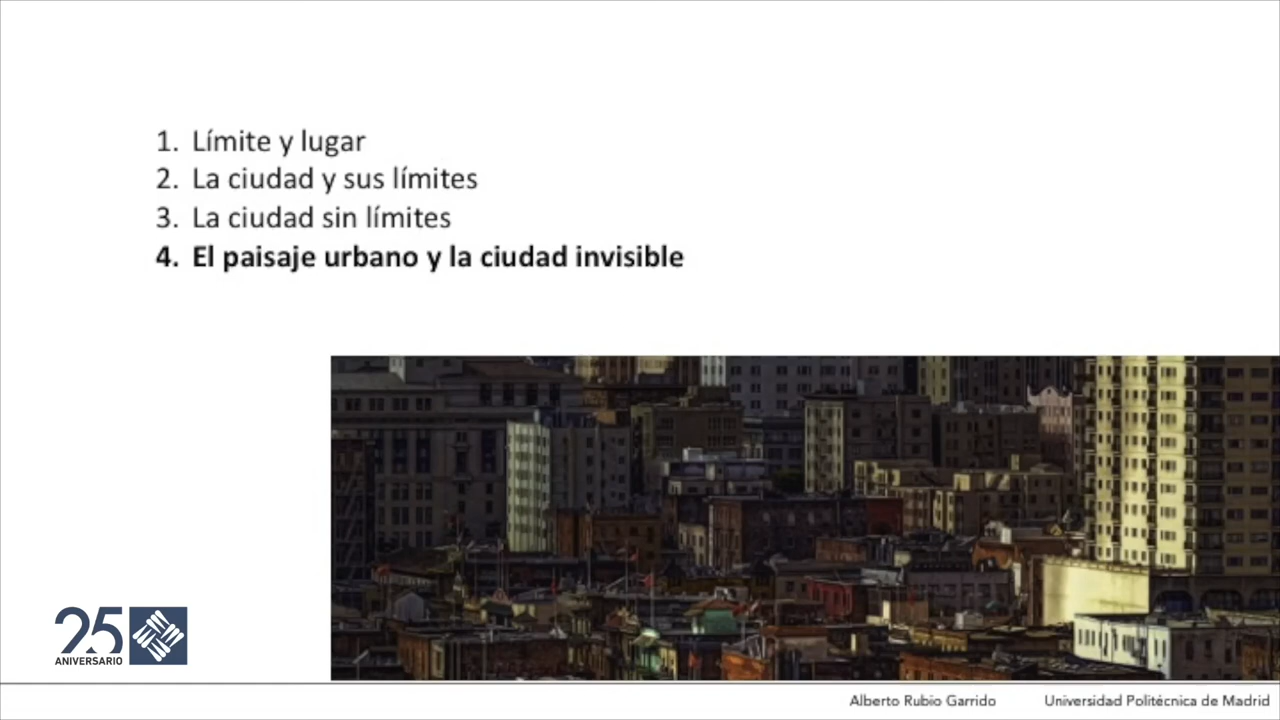 1. Límite y lugar
2. La ciudad y sus límites
3. La ciudad sin límites
4. El paisaje urbano y la ciudad invisible
25
ANIVERSARIO
Alberto Rubio Garrido Universidad Politécnica de Madrid